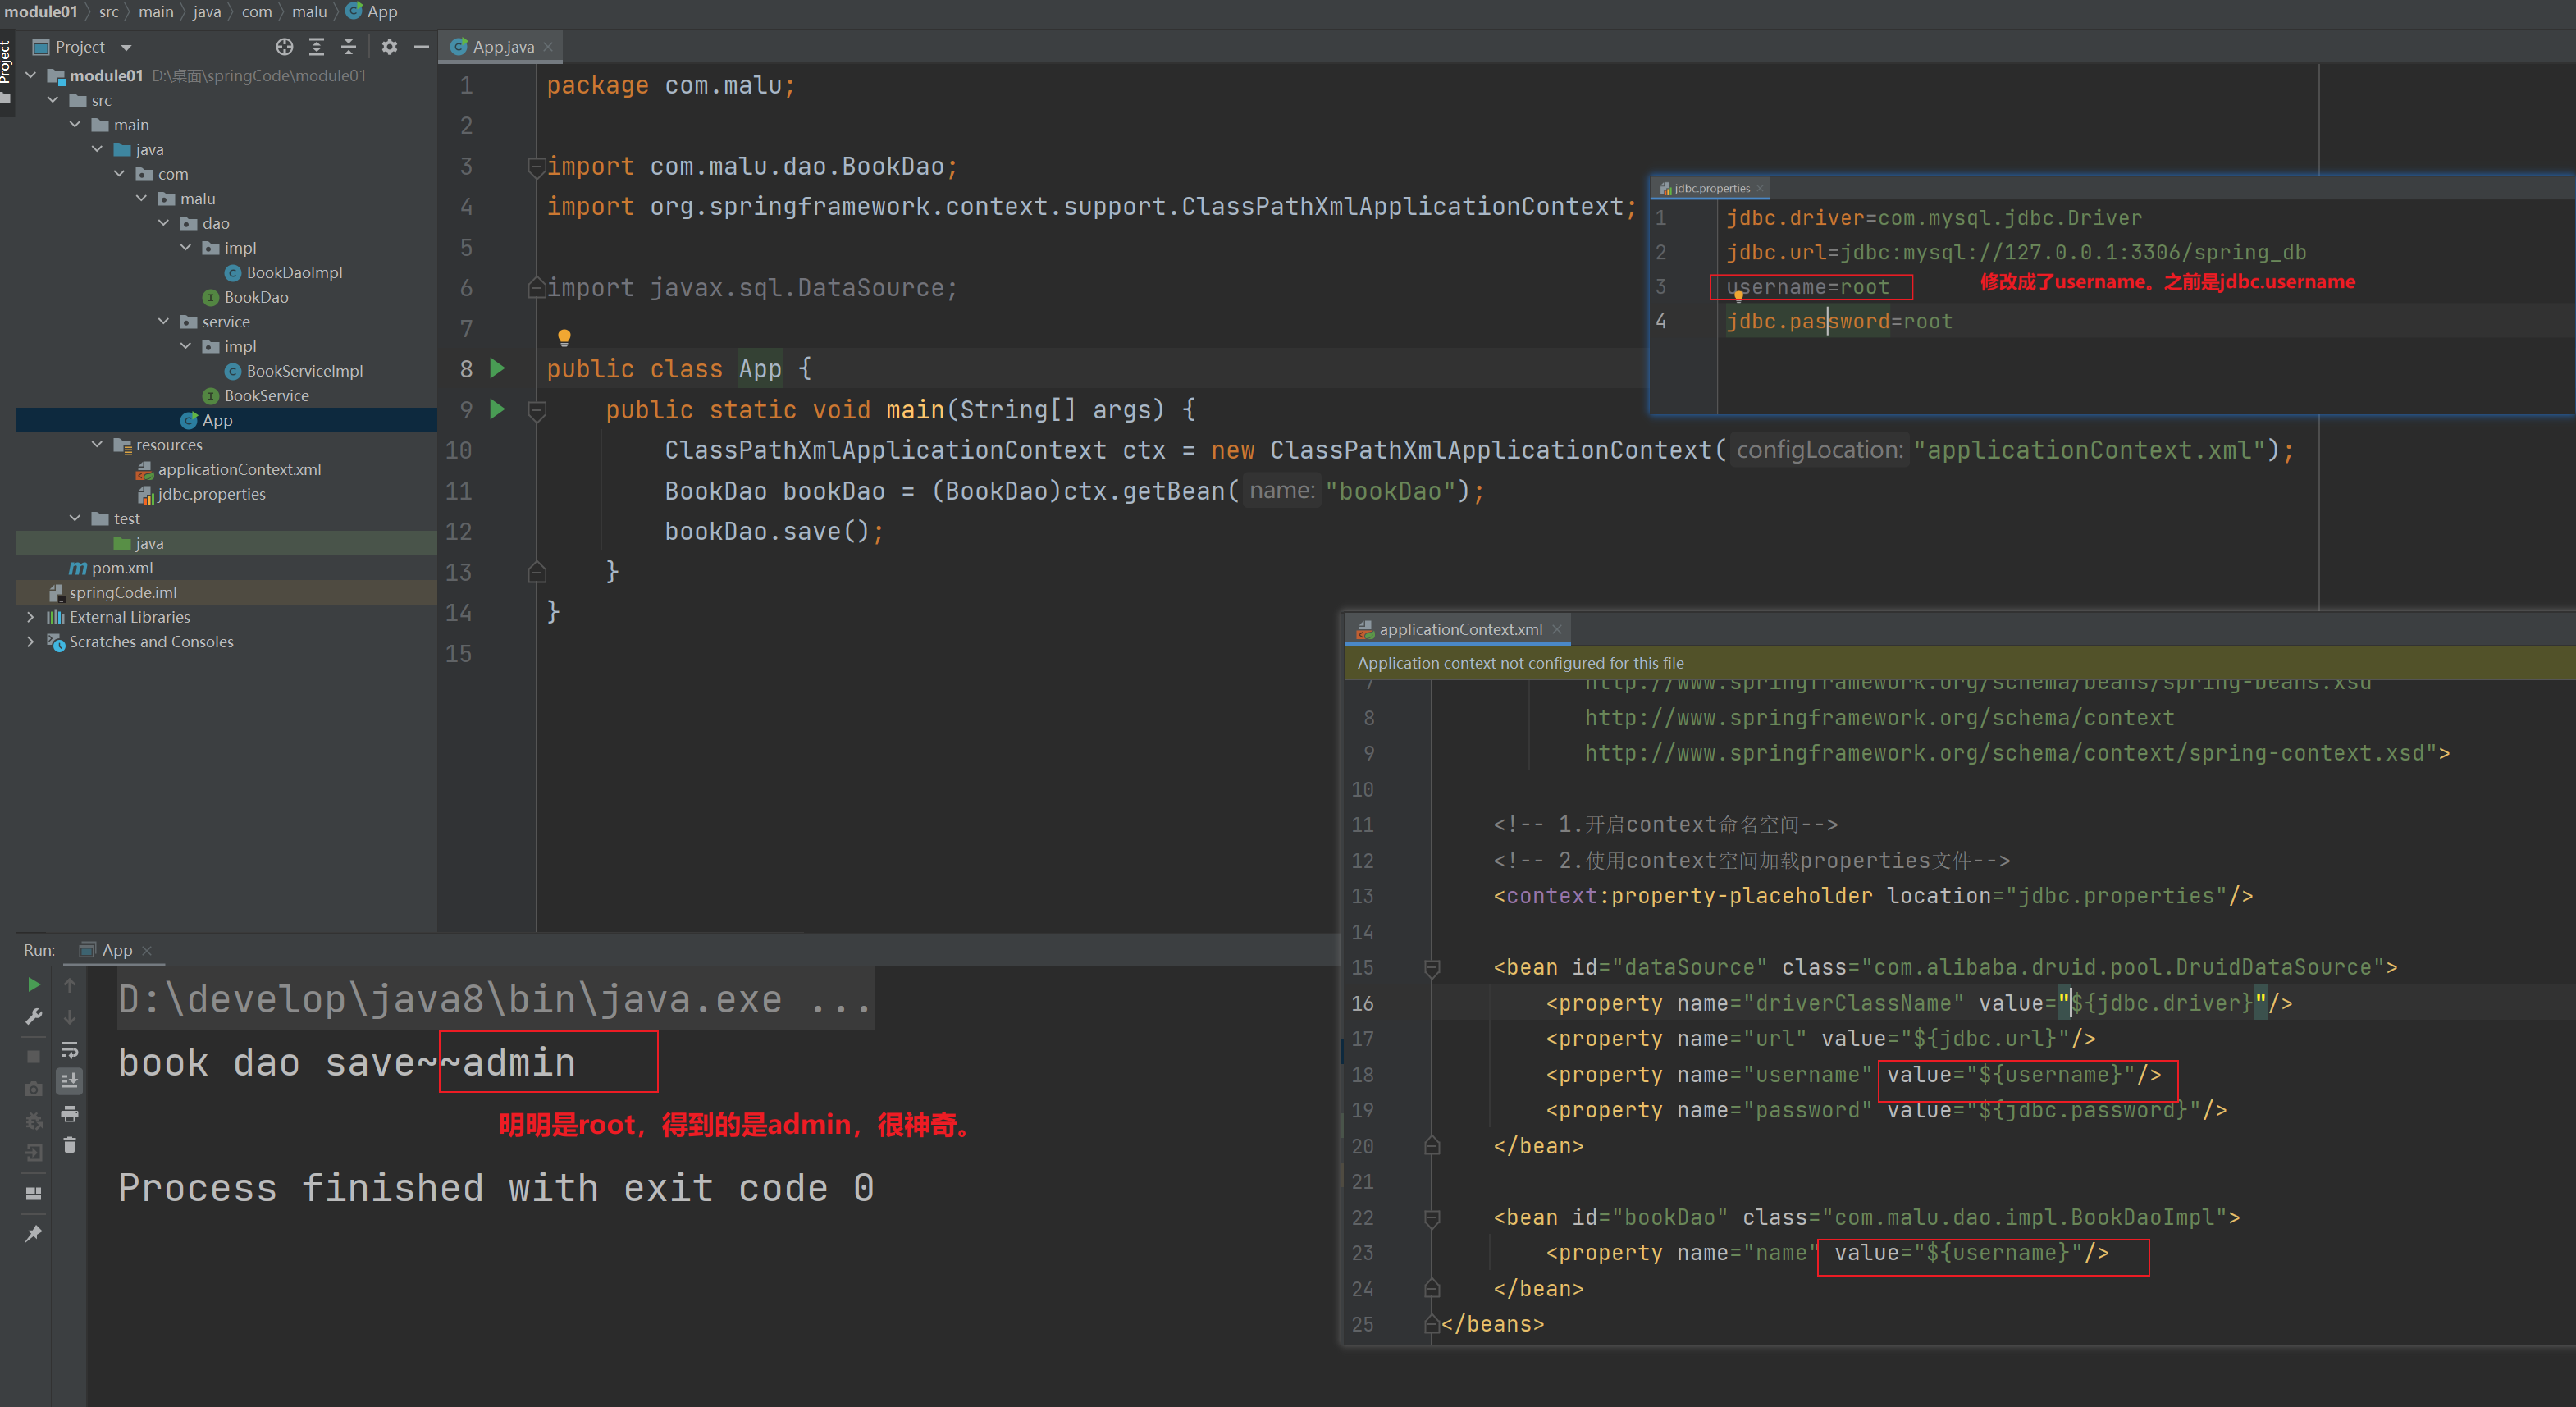 module01 〉 src 〉 main 〉 java 〉 com 〉 malu 〉 App
Project
Project
module01 D:\桌面\springCode\module01
src
main
java
com
malu
dao
impl
BookDaoImpl
BookDao
service
impl
BookServiceImpl
BookService
App
resources
applicationContext.xml
jdbc.properties
test
java
pom.xml
springCode.iml
External Libraries
Scratches and Consoles
App.java
1 package com.malu;
2
3 import com.malu.dao.BookDao;
4 import org.springframework.context.support.ClassPathXmlApplicationContext;
5
6 import javax.sql.DataSource;
7
8 public class App {
9 public static void main(String[] args) {
10 ClassPathXmlApplicationContext ctx = new ClassPathXmlApplicationContext( configLocation: "applicationContext.xml");
11 BookDao bookDao = (BookDao)ctx.getBean( name: "bookDao");
12 bookDao.save();
13 }
14 }
15
jdbc.properties
1 jdbc.driver=com.mysql.jdbc.Driver
2 jdbc.url=jdbc:mysql://127.0.0.1:3306/spring_db
3 username=root 修改成了username。之前是jdbc.username
4 jdbc.password=root
applicationContext.xml
Application context not configured for this file
7 http://www.springframework.org/schema/beans/spring-beans.xsd
8 http://www.springframework.org/schema/context
9 http://www.springframework.org/schema/context/spring-context.xsd">
10
11 <!-- 1.开启context命名空间-->
12 <!-- 2.使用context空间加载properties文件-->
13 <context:property-placeholder location="jdbc.properties"/>
14
15 <bean id="dataSource" class="com.alibaba.druid.pool.DruidDataSource">
16 <property name="driverClassName" value="${jdbc.driver}"/>
17 <property name="url" value="${jdbc.url}"/>
18 <property name="username" value="${username}"/>
19 <property name="password" value="${jdbc.password}"/>
20 </bean>
21
22 <bean id="bookDao" class="com.malu.dao.impl.BookDaoImpl">
23 <property name="name" value="${username}"/>
24 </bean>
25 </beans>
Run: App
D:\develop\java8\bin\java.exe ...
book dao save~~admin
明明是root，得到的是admin，很神奇。
Process finished with exit code 0